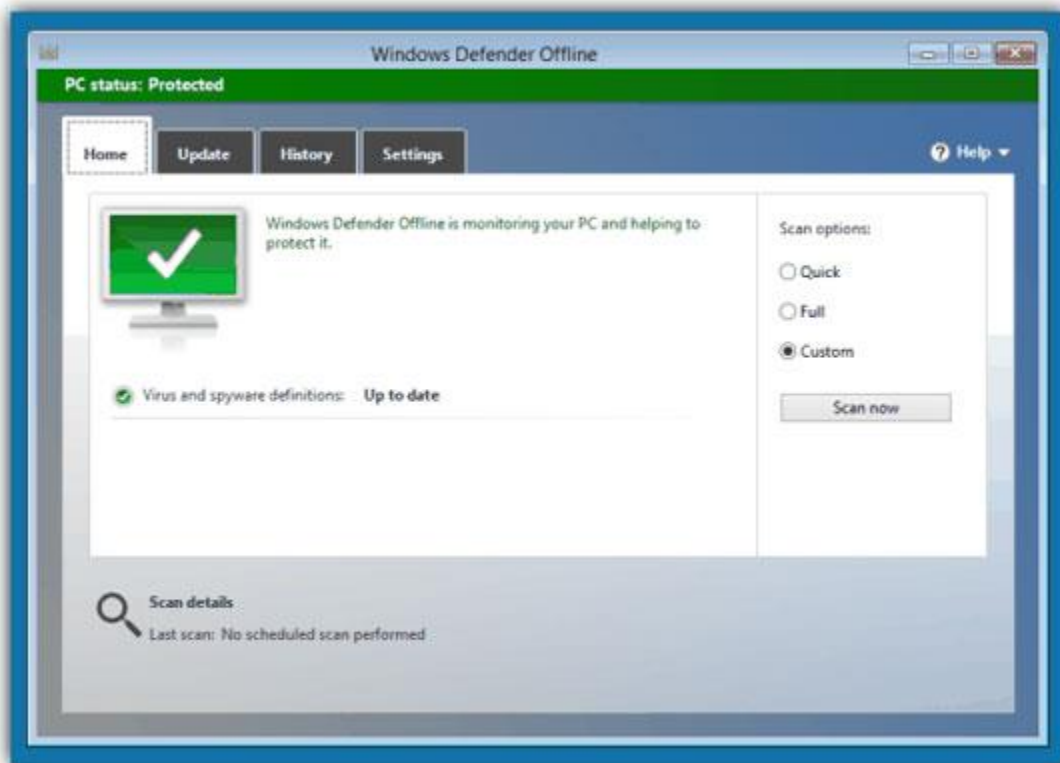 Windows Defender Offline
PC status: Protected
Home
Update
History
Settings
Help
Windows Defender Offline is monitoring your PC and helping to
protect it.
Virus and spyware definitions: Up to date
Scan options:
Quick
Full
Custom
Scan now
Scan details
Last scan: No scheduled scan performed